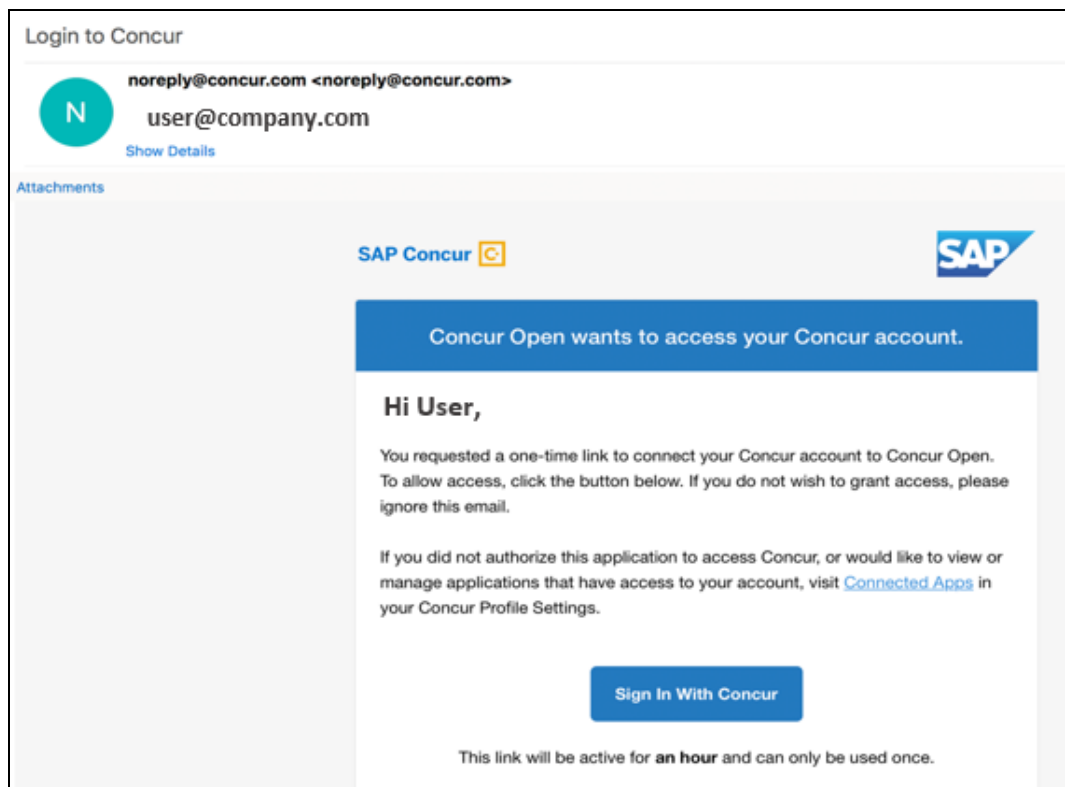 Login to Concur
noreply@concur.com <noreply@concur.com>
N
user@company.com
Show Details
Attachments
SAP Concur C
SAP
Concur Open wants to access your Concur account.
Hi User,
You requested a one-time link to connect your Concur account to Concur Open.
To allow access, click the button below. If you do not wish to grant access, please
ignore this email.
If you did not authorize this application to access Concur, or would like to view or
manage applications that have access to your account, visit Connected Apps in
your Concur Profile Settings.
Sign In With Concur
This link will be active for an hour and can only be used once.